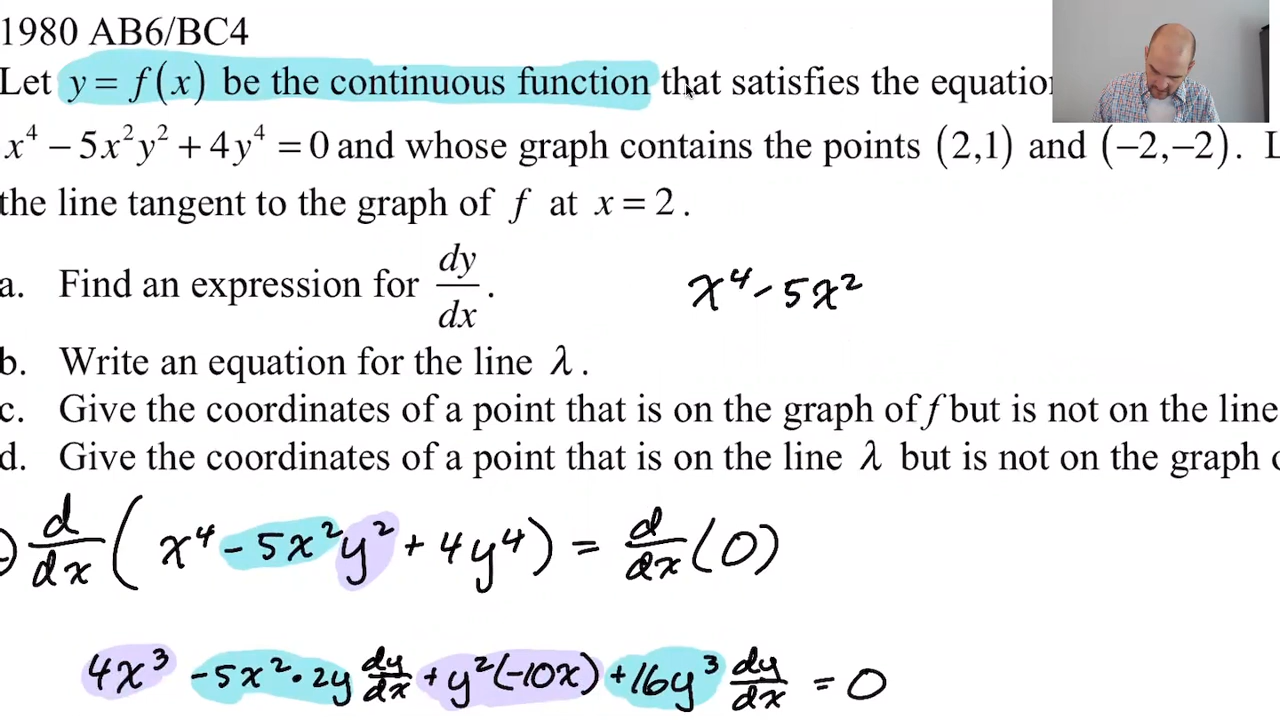 1980 AB6/BC4
Let y = f(x) be the continuous function that satisfies the equation
x⁴ − 5x²y² + 4y⁴ = 0 and whose graph contains the points (2,1) and (−2,−2).
the line tangent to the graph of f at x = 2.
a. Find an expression for dy/dx.
x⁴ - 5x²
b. Write an equation for the line λ.
c. Give the coordinates of a point that is on the graph of f but is not on the line
d. Give the coordinates of a point that is on the line λ but is not on the graph
d/dx (x⁴ - 5x²y² + 4y⁴) = d/dx (0)
4x³ - 5x² · 2y dy/dx + y²(-10x) + 16y³ dy/dx = 0